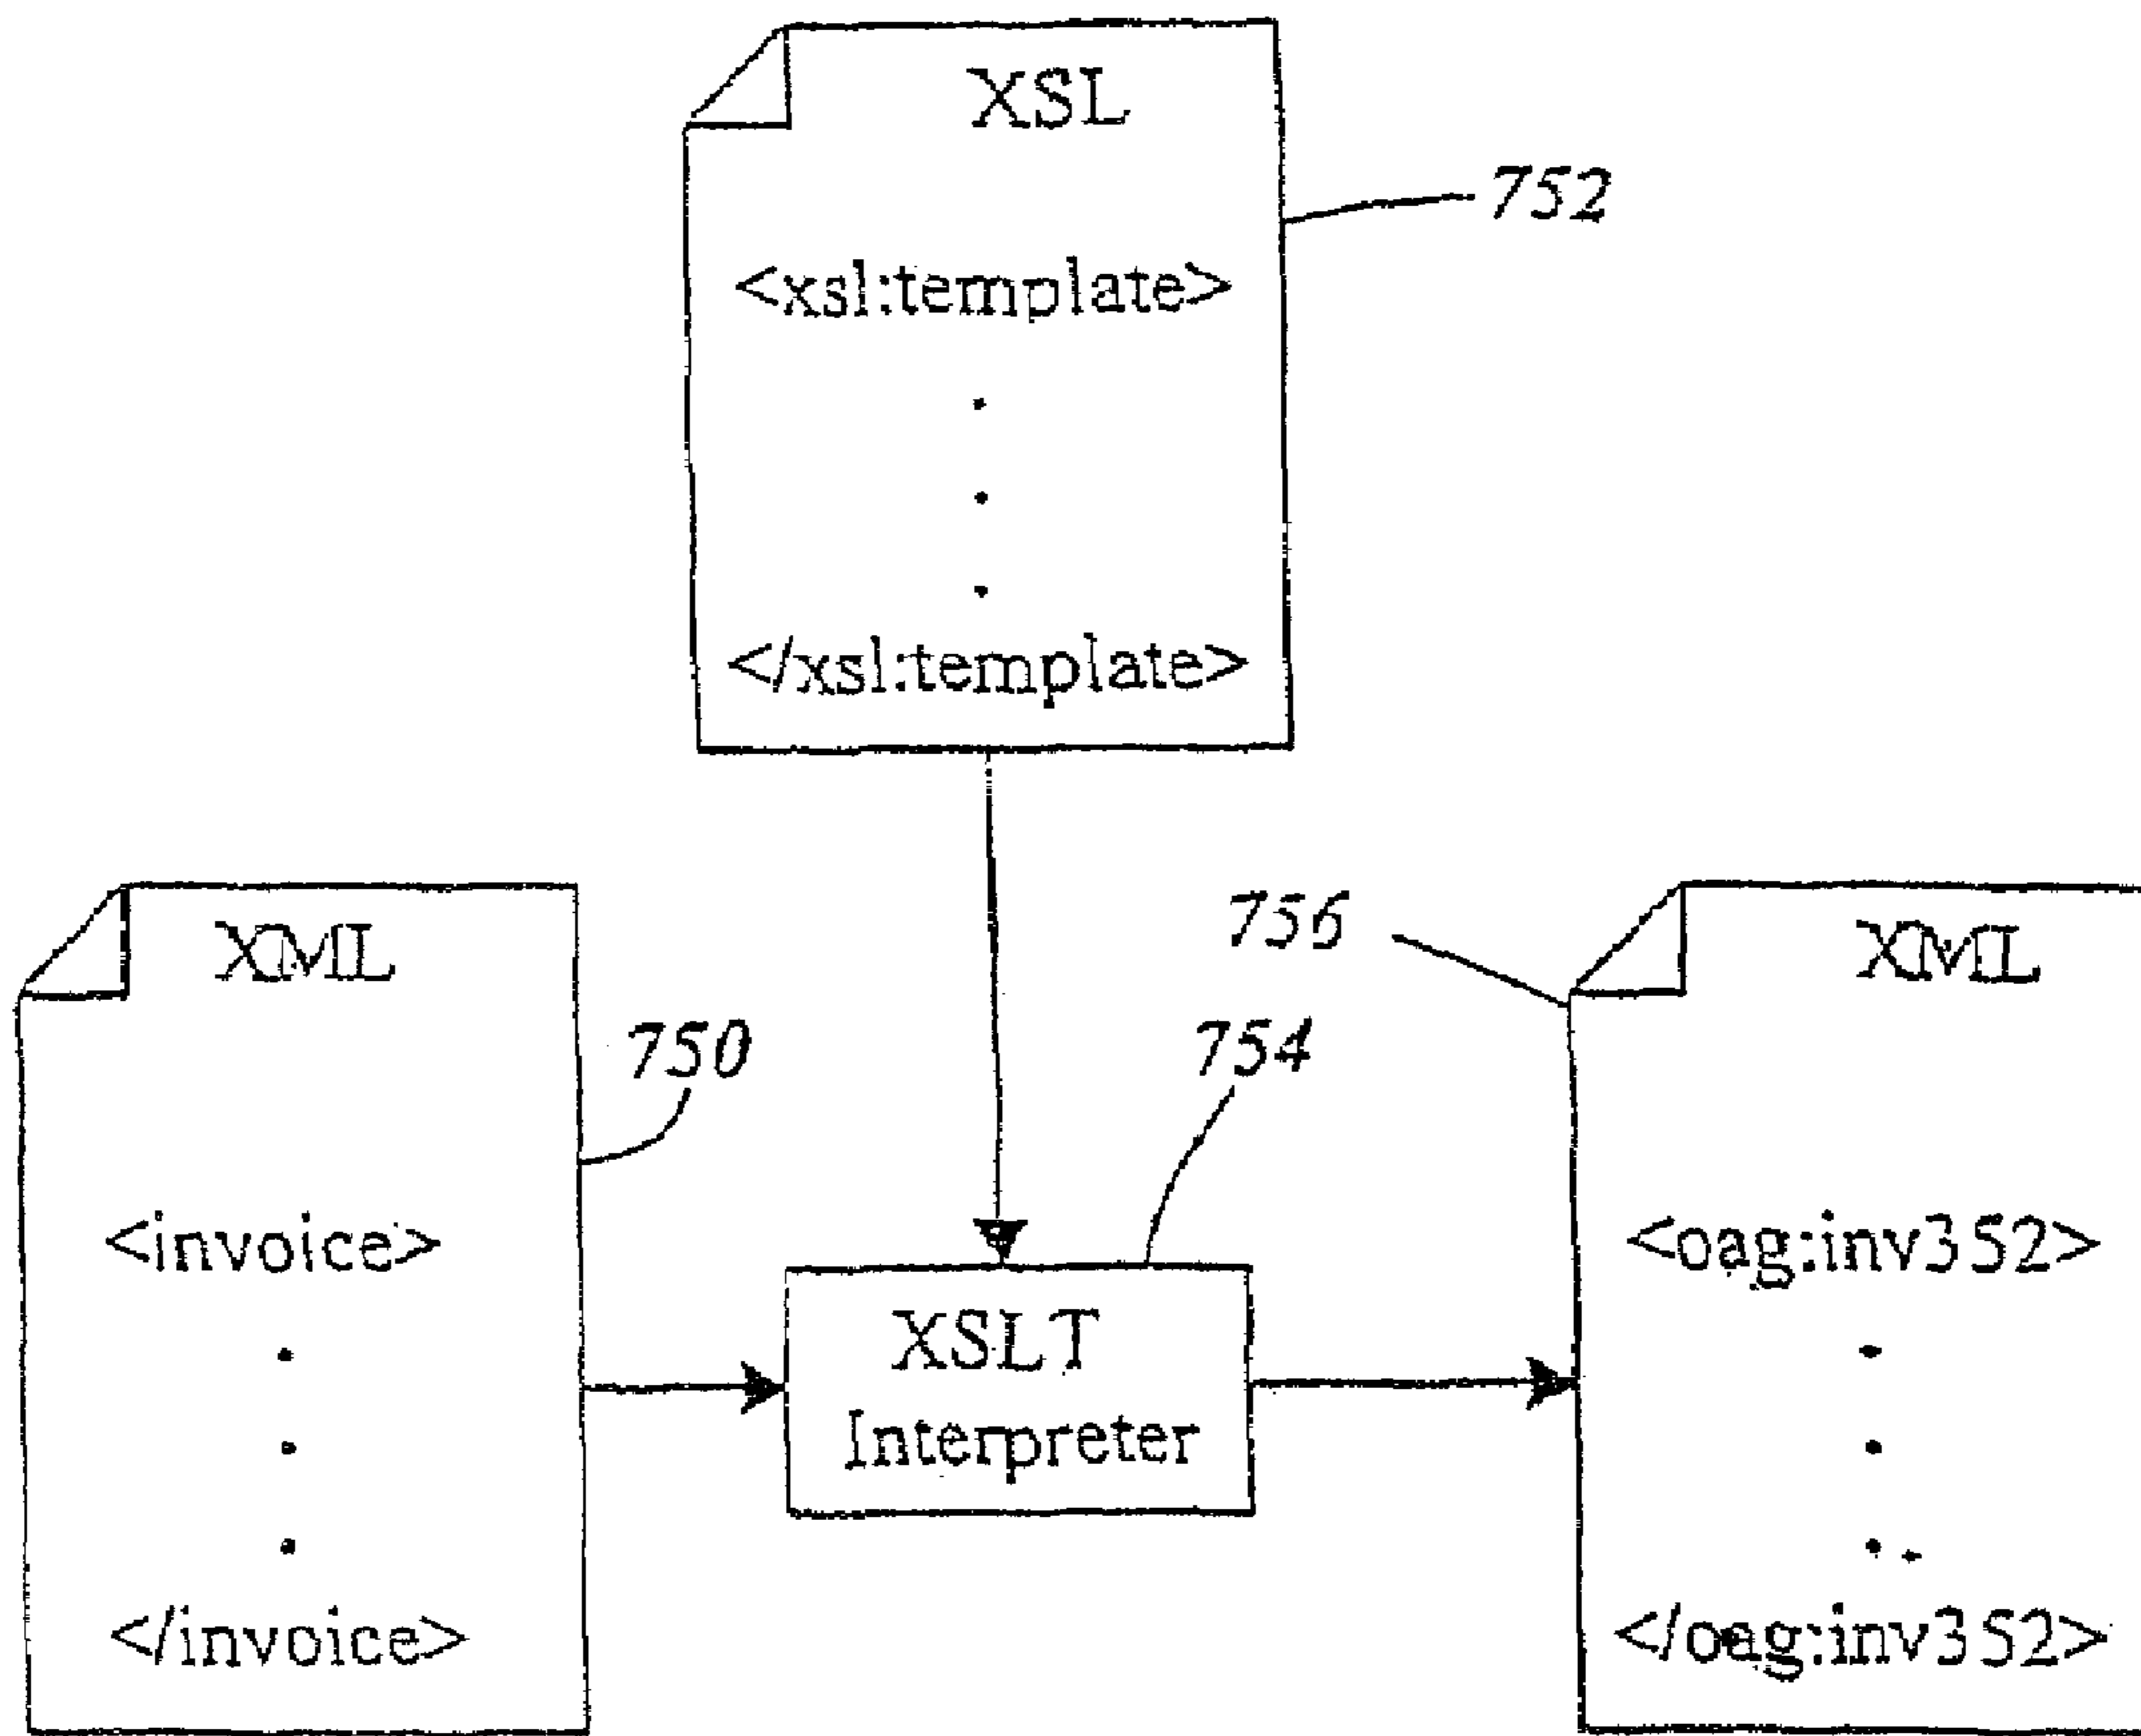 XSL
752
<xsl:template>
.
.
.
</xsl:template>
XML
750
<invoice>
.
.
.
</invoice>
754
XSLT
Interpreter
756
XML
<oag:inv352>
.
.
.
</oag:inv352>